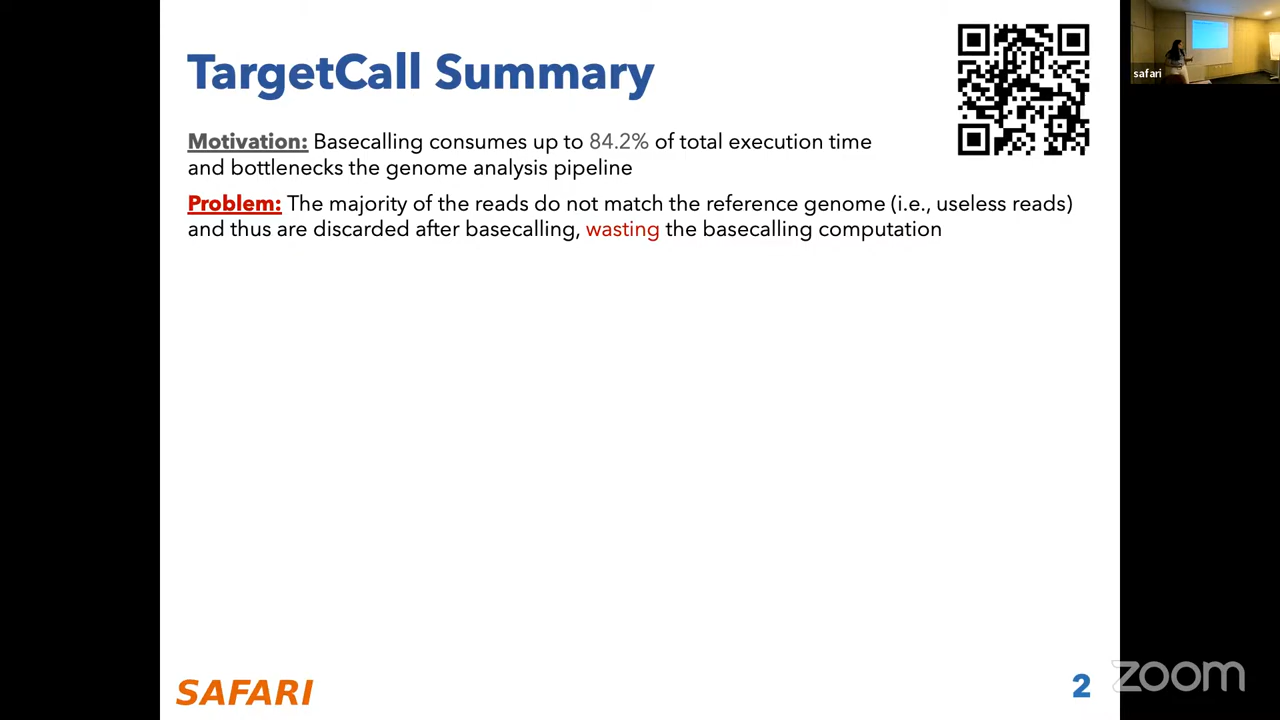 TargetCall Summary
safari
Motivation: Basecalling consumes up to 84.2% of total execution time
and bottlenecks the genome analysis pipeline
Problem: The majority of the reads do not match the reference genome (i.e., useless reads)
and thus are discarded after basecalling, wasting the basecalling computation
SAFARI
2
zoom